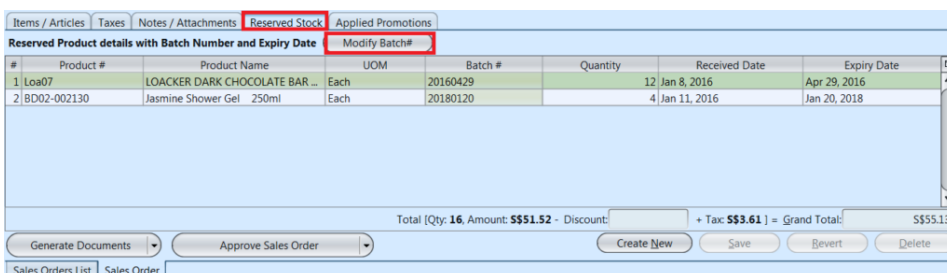 Items / Articles Taxes Notes / Attachments Reserved Stock Applied Promotions
Reserved Product details with Batch Number and Expiry Date Modify Batch#
# Product # Product Name UOM Batch # Quantity Received Date Expiry Date
1 Loa07 LOACKER DARK CHOCOLATE BAR ... Each 20160429 12 Jan 8, 2016 Apr 29, 2016
2 BD02-002130 Jasmine Shower Gel 250ml Each 20180120 4 Jan 11, 2016 Jan 20, 2018
Total [Qty: 16, Amount: S$51.52 - Discount: + Tax: S$3.61 ] = Grand Total: S$55.13
Generate Documents Approve Sales Order Create New Save Revert Delete
Sales Orders List Sales Order